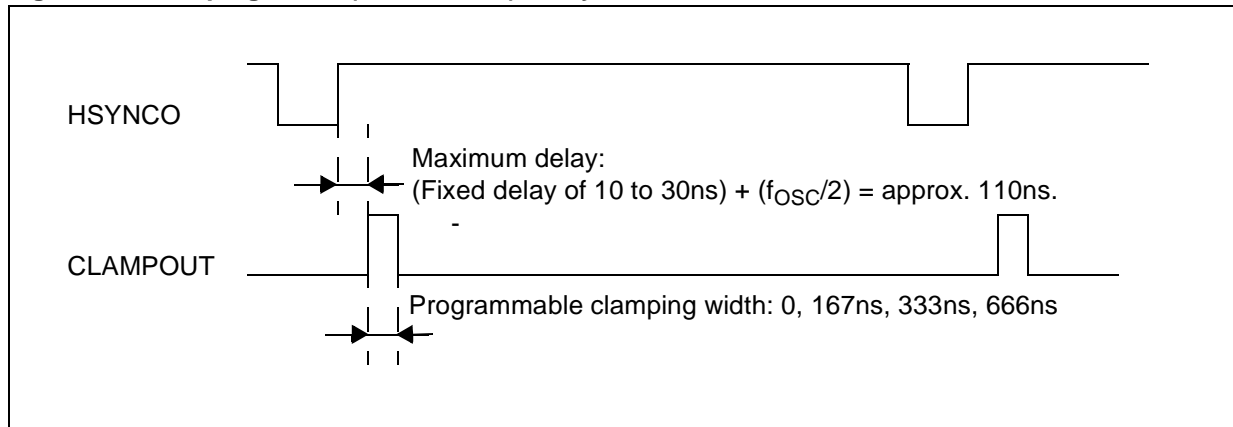 HSYNCO
Maximum delay:
(Fixed delay of 10 to 30ns) + (fOSC/2) = approx. 110ns.
-
CLAMPOUT
Programmable clamping width: 0, 167ns, 333ns, 666ns